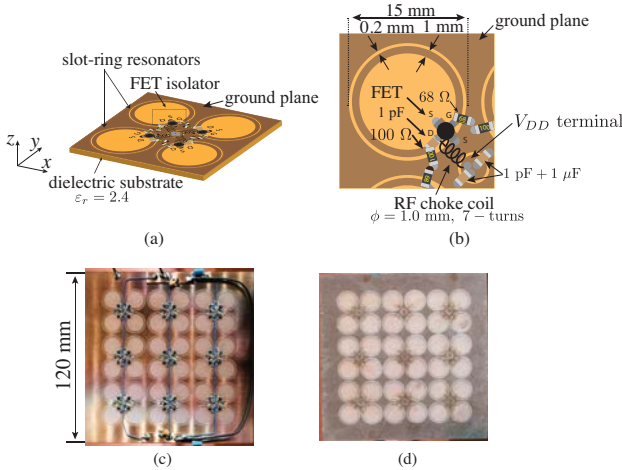 slot-ring resonators
FET isolator
ground plane
z
y
x
dielectric substrate
εr = 2.4
(a)
15 mm
0.2 mm
1 mm
ground plane
FET
68 Ω
1 pF
S
G
100 Ω
D
S
VDD terminal
1 pF + 1 μF
RF choke coil
ϕ = 1.0 mm, 7 – turns
(b)
120 mm
(c)
(d)